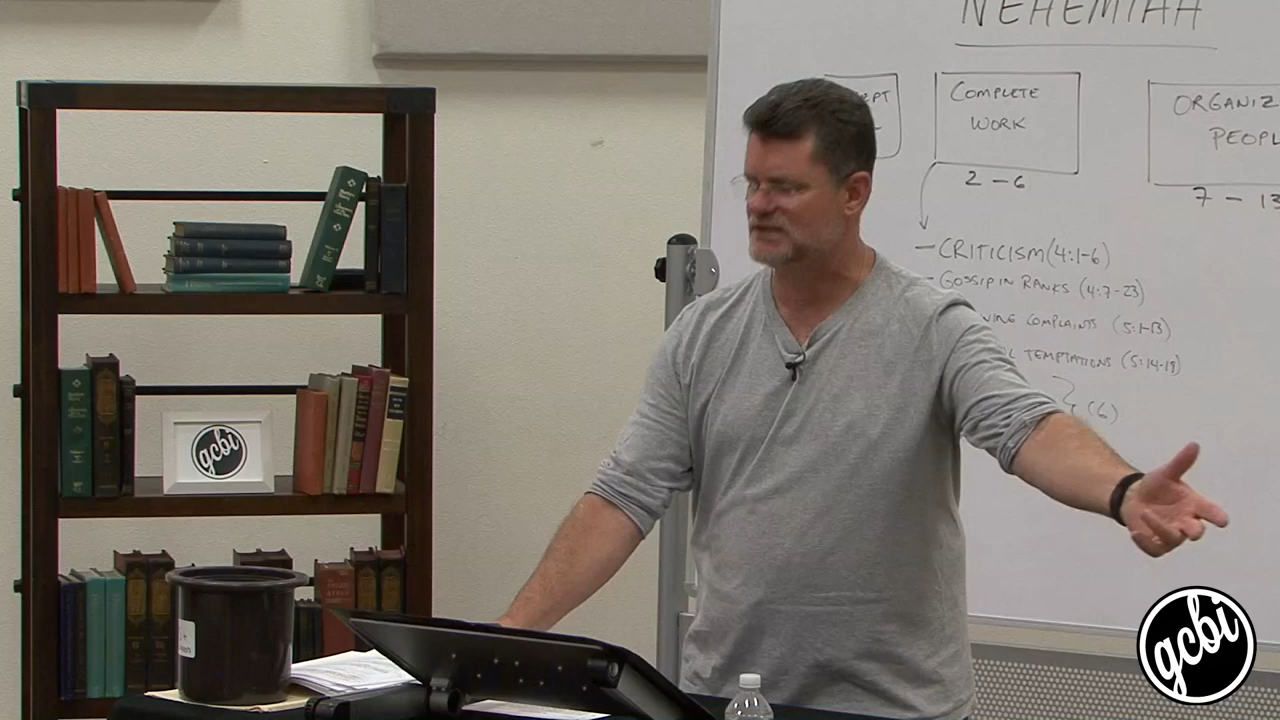 NEHEMIAH
COMPLETE
WORK
2-6
ORGANIZ
PEOPL
7-13
- CRITICISM (4:1-6)
- GOSSIP IN RANKS (4:7-23)
COMPLAINTS (5:1-13)
TEMPTATIONS (5:14-19)
(6)
gcbi
gcbi